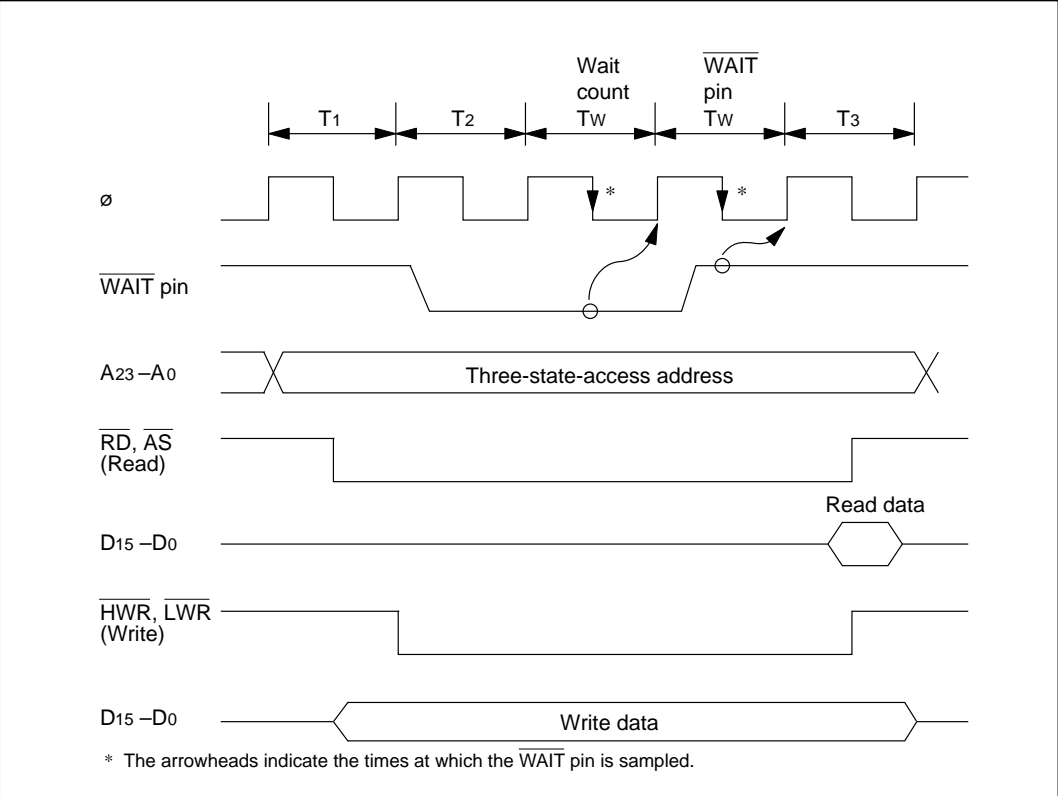 Wait count
WAIT pin
T1 T2 TW TW T3
ø
* *
WAIT pin
A23–A0
Three-state-access address
RD, AS
(Read)
Read data
D15–D0
HWR, LWR
(Write)
D15–D0
Write data
* The arrowheads indicate the times at which the WAIT pin is sampled.